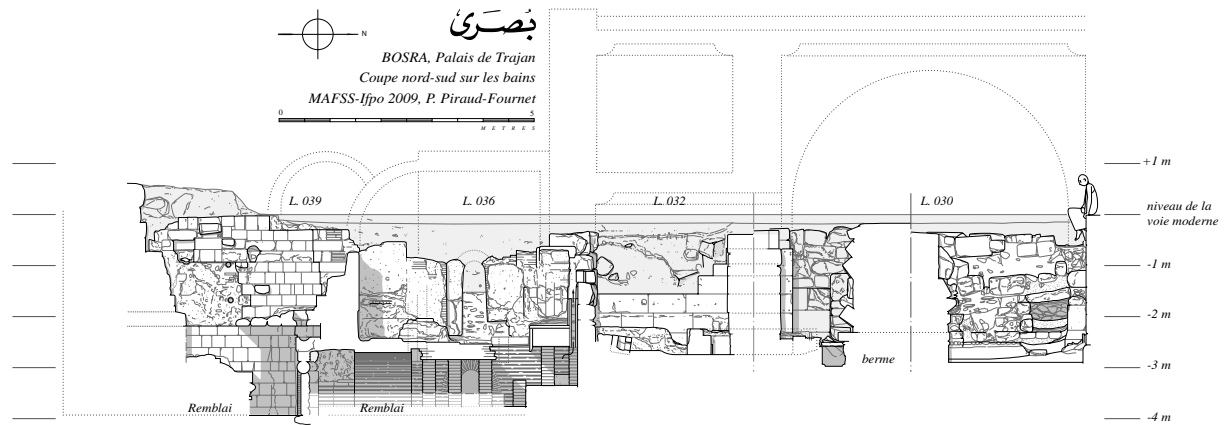 N
بُصرَى
BOSRA, Palais de Trajan
Coupe nord-sud sur les bains
MAFSS-Ifpo 2009, P. Piraud-Fournet
0 5
METRES
+1 m
L. 039 L. 036 L. 032 L. 030
niveau de la
voie moderne
-1 m
-2 m
berme
-3 m
Remblai Remblai
-4 m